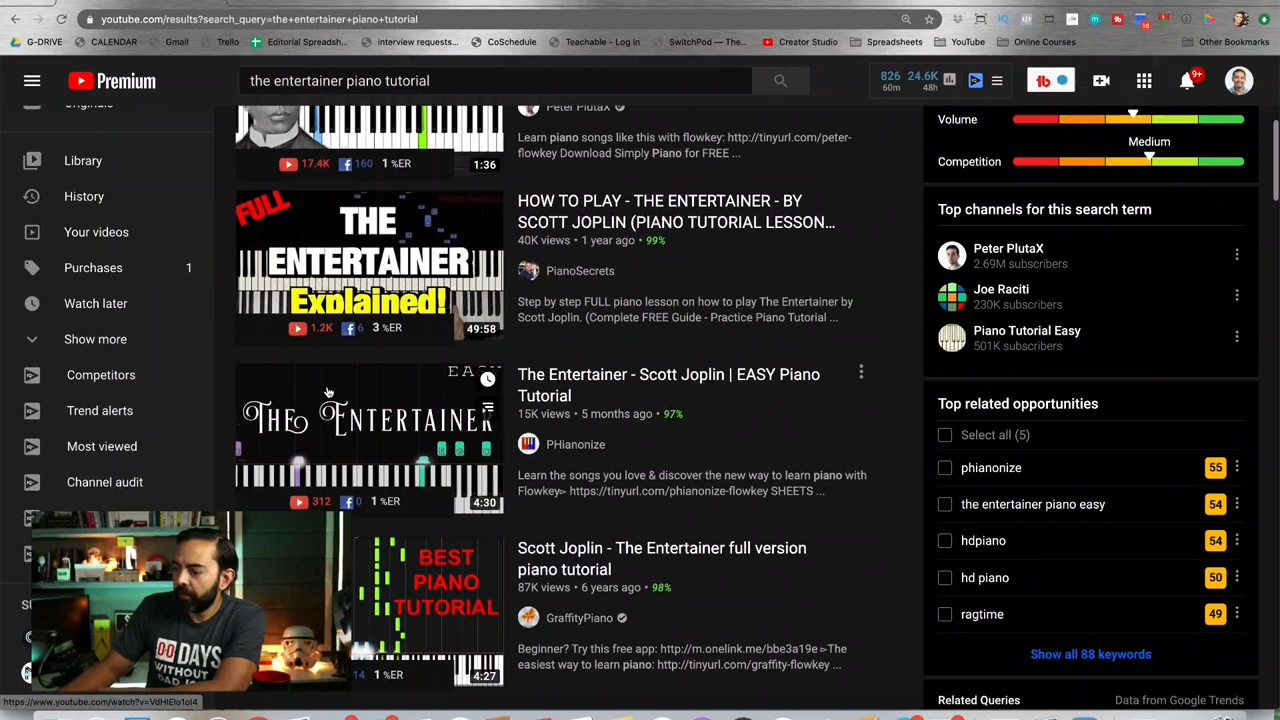 youtube.com/results?search_query=the+entertainer+piano+tutorial
G-DRIVE
CALENDAR
Gmail
Trello
Editorial Spreadsh...
interview requests...
CoSchedule
Teachable - Log in
SwitchPod — The...
Creator Studio
Spreadsheets
YouTube
Online Courses
Other Bookmarks
Premium
the entertainer piano tutorial
826
60m
24.6K
48h
tb
9+
Originals
Library
History
Your videos
Purchases 1
Watch later
Show more
Competitors
Trend alerts
Most viewed
Channel audit
17.4K 160 1 %ER
1:36
Peter PlutaX
Learn piano songs like this with flowkey: http://tinyurl.com/peter-
flowkey Download Simply Piano for FREE ...
FULL
THE
ENTERTAINER
Explained!
1.2K 6 3 %ER
49:58
HOW TO PLAY - THE ENTERTAINER - BY
SCOTT JOPLIN (PIANO TUTORIAL LESSON...
40K views • 1 year ago • 99%
PianoSecrets
Step by step FULL piano lesson on how to play The Entertainer by
Scott Joplin. (Complete FREE Guide - Practice Piano Tutorial ...
EASY
The Entertainer
312 0 1 %ER
4:30
The Entertainer - Scott Joplin | EASY Piano
Tutorial
15K views • 5 months ago • 97%
PHianonize
Learn the songs you love & discover the new way to learn piano with
Flowkey▻ https://tinyurl.com/phianonize-flowkey SHEETS ...
BEST
PIANO
TUTORIAL
14 1 %ER
4:27
Scott Joplin - The Entertainer full version
piano tutorial
87K views • 6 years ago • 98%
GraffityPiano
Beginner? Try this free app: http://m.onelink.me/bbe3a19e ▻The
easiest way to learn piano: http://tinyurl.com/graffity-flowkey ...
Volume
Medium
Competition
Top channels for this search term
Peter PlutaX
2.69M subscribers
Joe Raciti
230K subscribers
Piano Tutorial Easy
501K subscribers
Top related opportunities
Select all (5)
phianonize 55
the entertainer piano easy 54
hdpiano 54
hd piano 50
ragtime 49
Show all 88 keywords
Related Queries
Data from Google Trends
00 DAYS
WITHOUT
https://www.youtube.com/watch?v=VdHIEIo1oI4